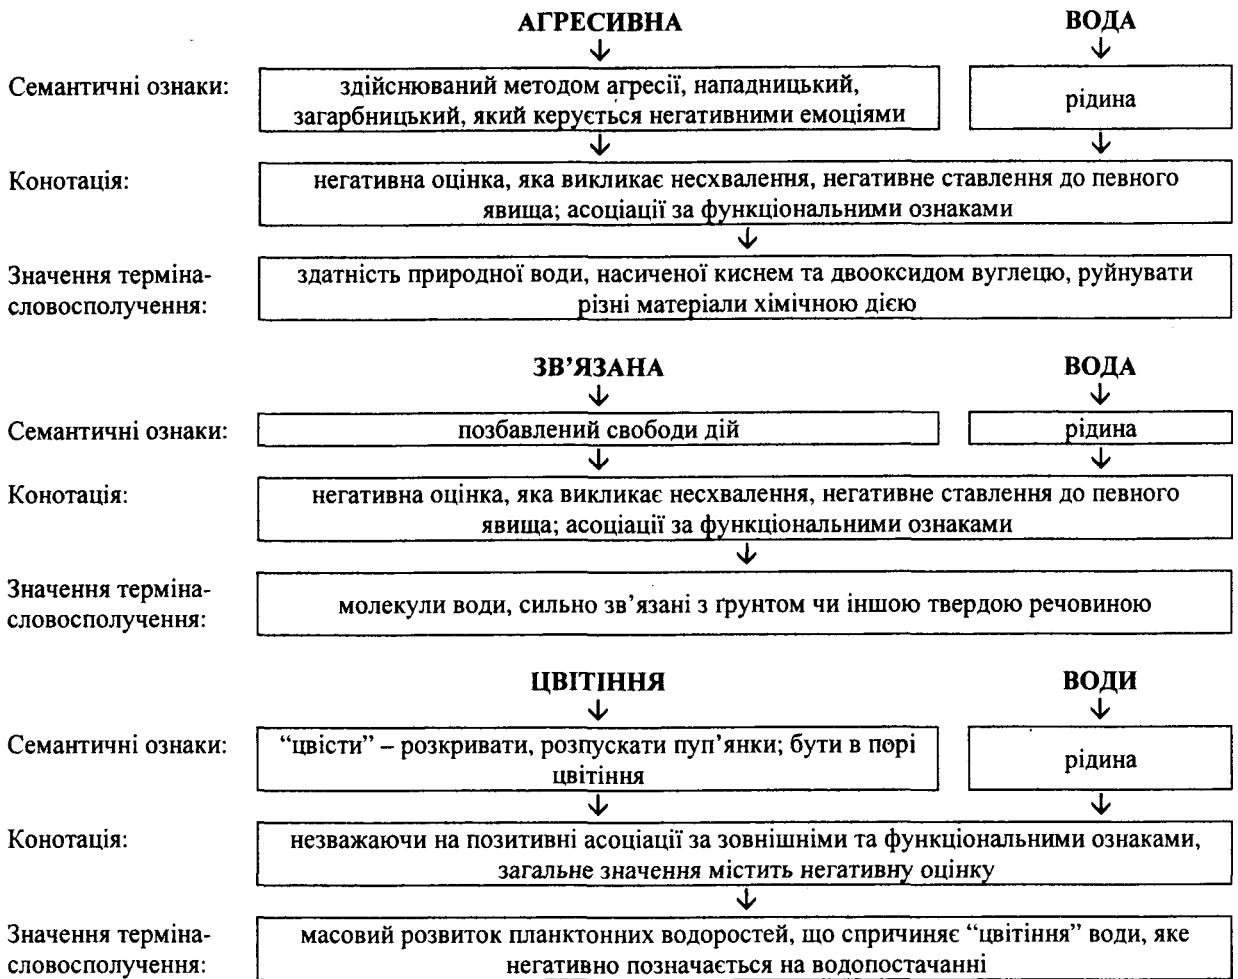 АГРЕСИВНА ВОДА
Семантичні ознаки: здійснюваний методом агресії, нападницький, рідина
загарбницький, який керується негативними емоціями
Конотація: негативна оцінка, яка викликає несхвалення, негативне ставлення до певного
явища; асоціації за функціональними ознаками
Значення терміна- здатність природної води, насиченої киснем та двооксидом вуглецю, руйнувати
словосполучення: різні матеріали хімічною дією
ЗВ’ЯЗАНА ВОДА
Семантичні ознаки: позбавлений свободи дій рідина
Конотація: негативна оцінка, яка викликає несхвалення, негативне ставлення до певного
явища; асоціації за функціональними ознаками
Значення терміна-
словосполучення: молекули води, сильно зв’язані з ґрунтом чи іншою твердою речовиною
ЦВІТІННЯ ВОДИ
Семантичні ознаки: “цвісти” – розкривати, розпускати пуп’янки; бути в порі рідина
цвітіння
Конотація: незважаючи на позитивні асоціації за зовнішніми та функціональними ознаками,
загальне значення містить негативну оцінку
Значення терміна- масовий розвиток планктонних водоростей, що спричиняє “цвітіння” води, яке
словосполучення: негативно позначається на водопостачанні